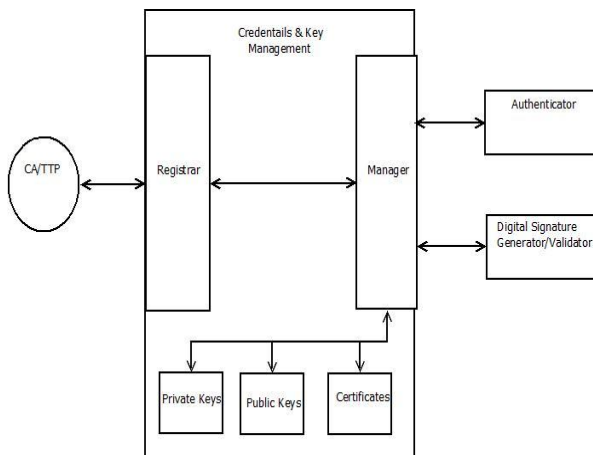 Credentails & Key
Management
CA/TTP
Registrar
Manager
Authenticator
Digital Signature
Generator/Validator
Private Keys
Public Keys
Certificates